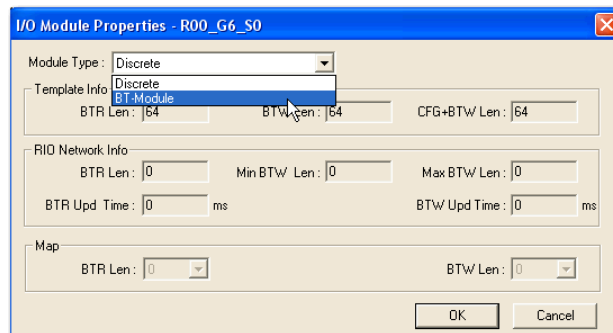 I/O Module Properties - R00_G6_S0
Module Type : Discrete
Discrete
BT-Module
Template Info
BTR Len : 64 BTW Len : 64 CFG+BTW Len : 64
RIO Network Info
BTR Len : 0 Min BTW Len : 0 Max BTW Len : 0
BTR Upd Time : 0 ms BTW Upd Time : 0 ms
Map
BTR Len : 0 BTW Len : 0
OK Cancel